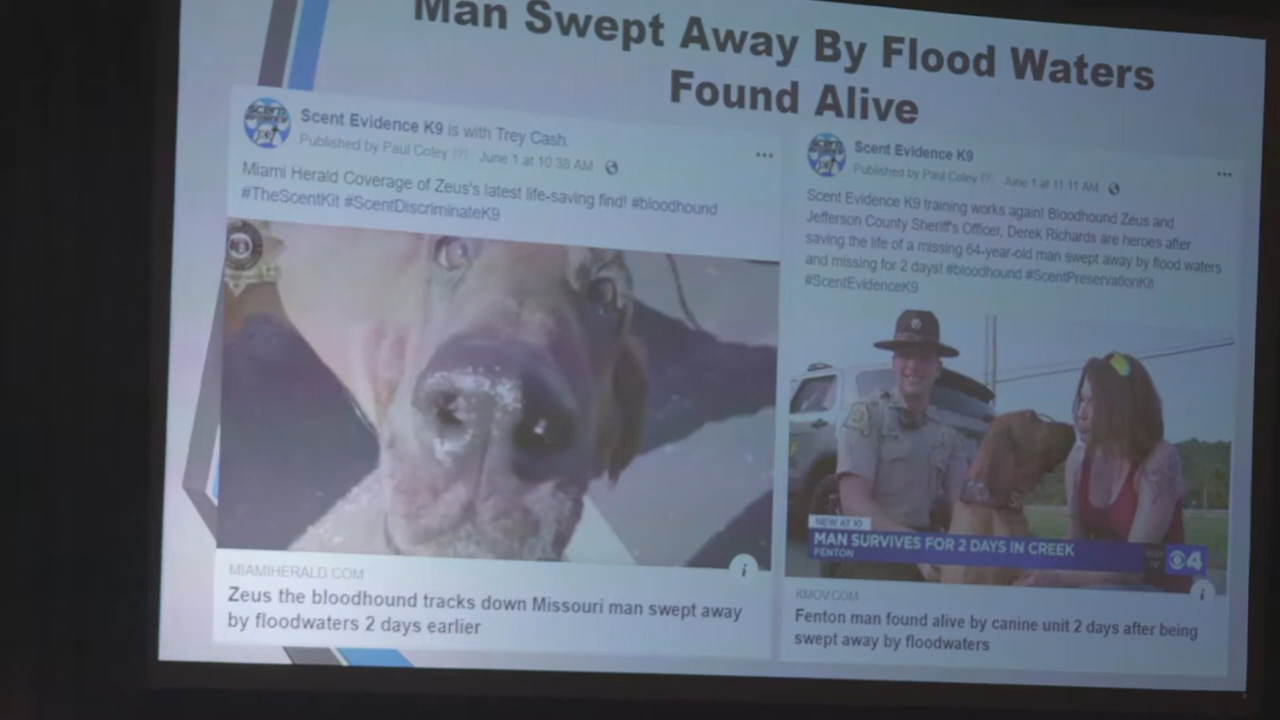 Man Swept Away By Flood Waters
Found Alive
Scent Evidence K9 is with Trey Cash.
Published by Paul Coley [?] · June 1 at 10:38 AM
Miami Herald Coverage of Zeus's latest life-saving find! #bloodhound
#TheScentKit #ScentDiscriminateK9
MIAMIHERALD.COM
Zeus the bloodhound tracks down Missouri man swept away
by floodwaters 2 days earlier
Scent Evidence K9
Published by Paul Coley [?] · June 1 at 11:11 AM
Scent Evidence K9 training works again! Bloodhound Zeus and
Jefferson County Sheriff's Officer, Derek Richards are heroes after
saving the life of a missing 64-year-old man swept away by flood waters
and missing for 2 days! #bloodhound #ScentPreservationKit
#ScentEvidenceK9
NEW AT 10
MAN SURVIVES FOR 2 DAYS IN CREEK
FENTON
4
KMOV.COM
Fenton man found alive by canine unit 2 days after being
swept away by floodwaters